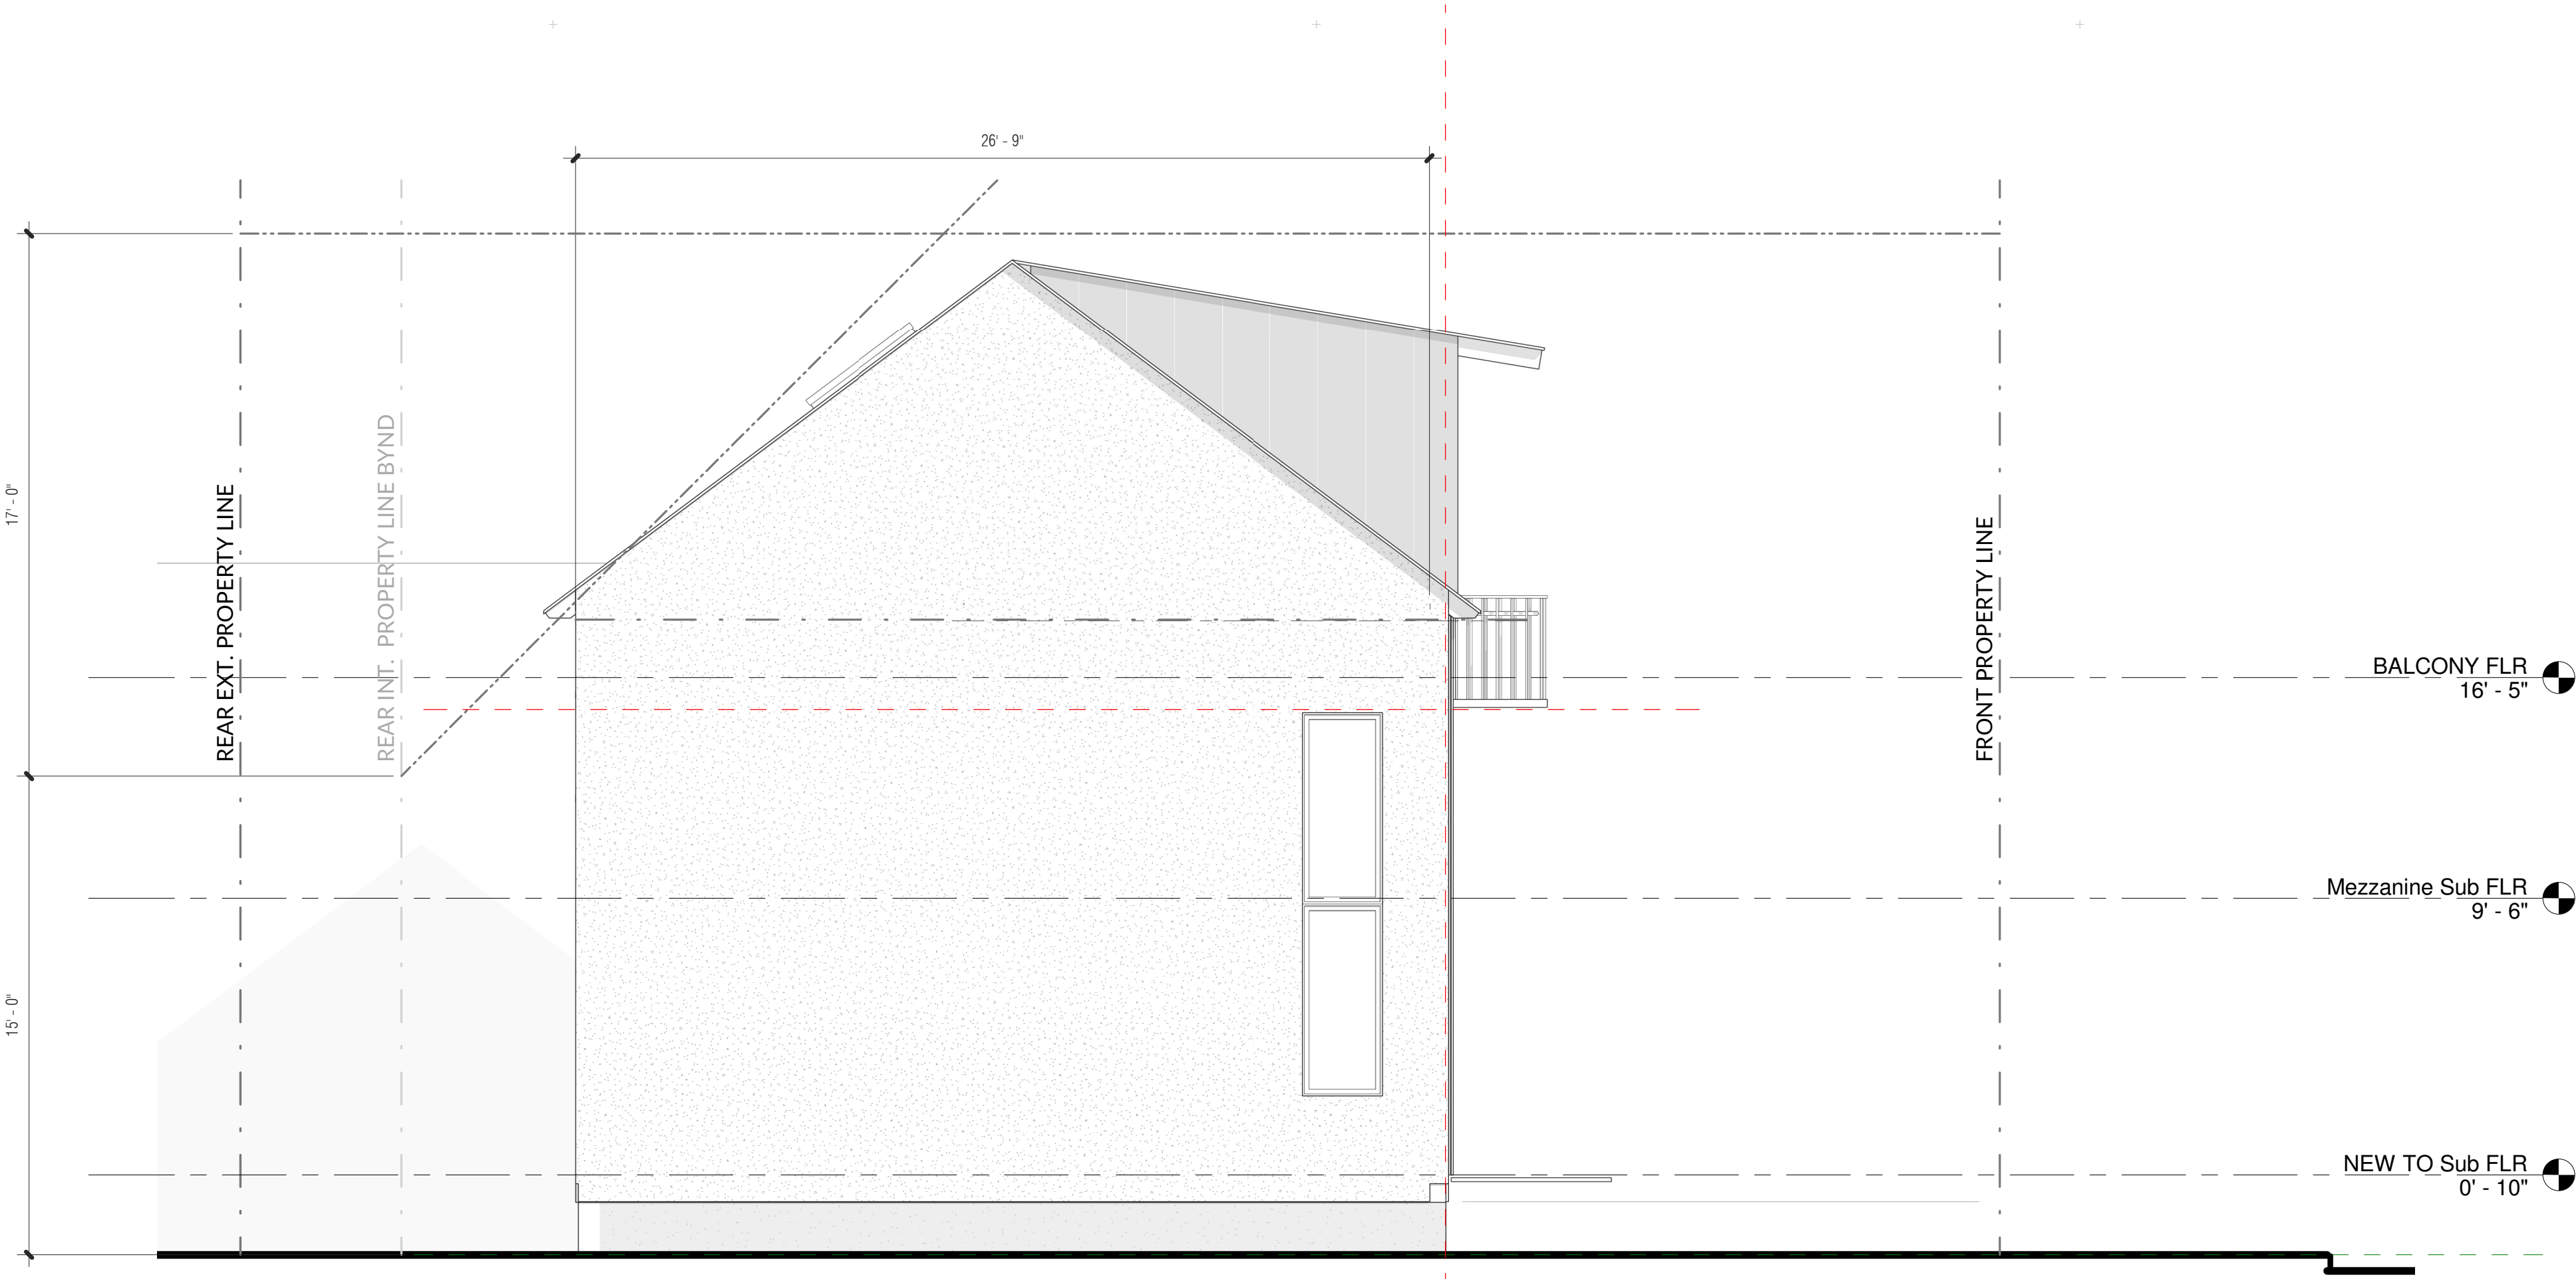 26' - 9"
17' - 0"
15' - 0"
REAR EXT. PROPERTY LINE
REAR INT. PROPERTY LINE BYND
FRONT PROPERTY LINE
BALCONY FLR
16' - 5"
Mezzanine Sub FLR
9' - 6"
NEW TO Sub FLR
0' - 10"